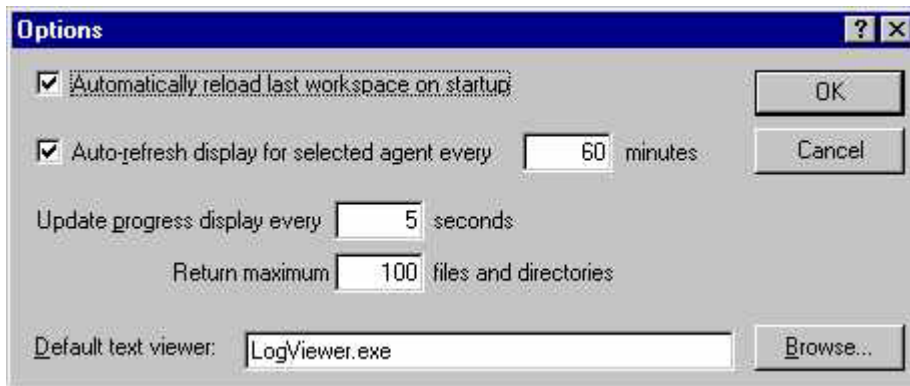 Options
Automatically reload last workspace on startup
OK
Auto-refresh display for selected agent every 60 minutes
Cancel
Update progress display every 5 seconds
Return maximum 100 files and directories
Default text viewer: LogViewer.exe
Browse...